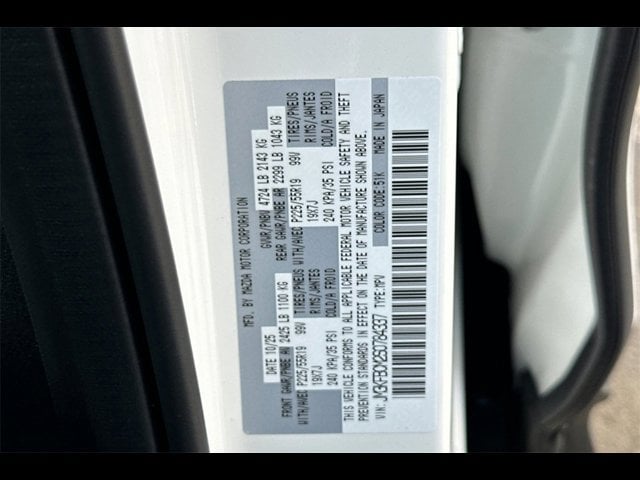 MFD. BY MAZDA MOTOR CORPORATION
DATE 10/25 GVWR/PNBV 4724 LB 2143 KG
FRONT GAWR/PNBE AV 2425 LB 1100 KG REAR GAWR/PNBE AR 2299 LB 1043 KG
WITH/AVEC P225/55R19 99V TIRES/PNEUS WITH/AVEC P225/55R19 99V TIRES/PNEUS
19X7J RIMS/JANTES 19X7J RIMS/JANTES
240 KPA/35 PSI COLD/A FROID 240 KPA/35 PSI COLD/A FROID
THIS VEHICLE CONFORMS TO ALL APPLICABLE FEDERAL MOTOR VEHICLE SAFETY AND THEFT
PREVENTION STANDARDS IN EFFECT ON THE DATE OF MANUFACTURE SHOWN ABOVE.
VIN: TYPE:MPV COLOR CODE:51K MADE IN JAPAN